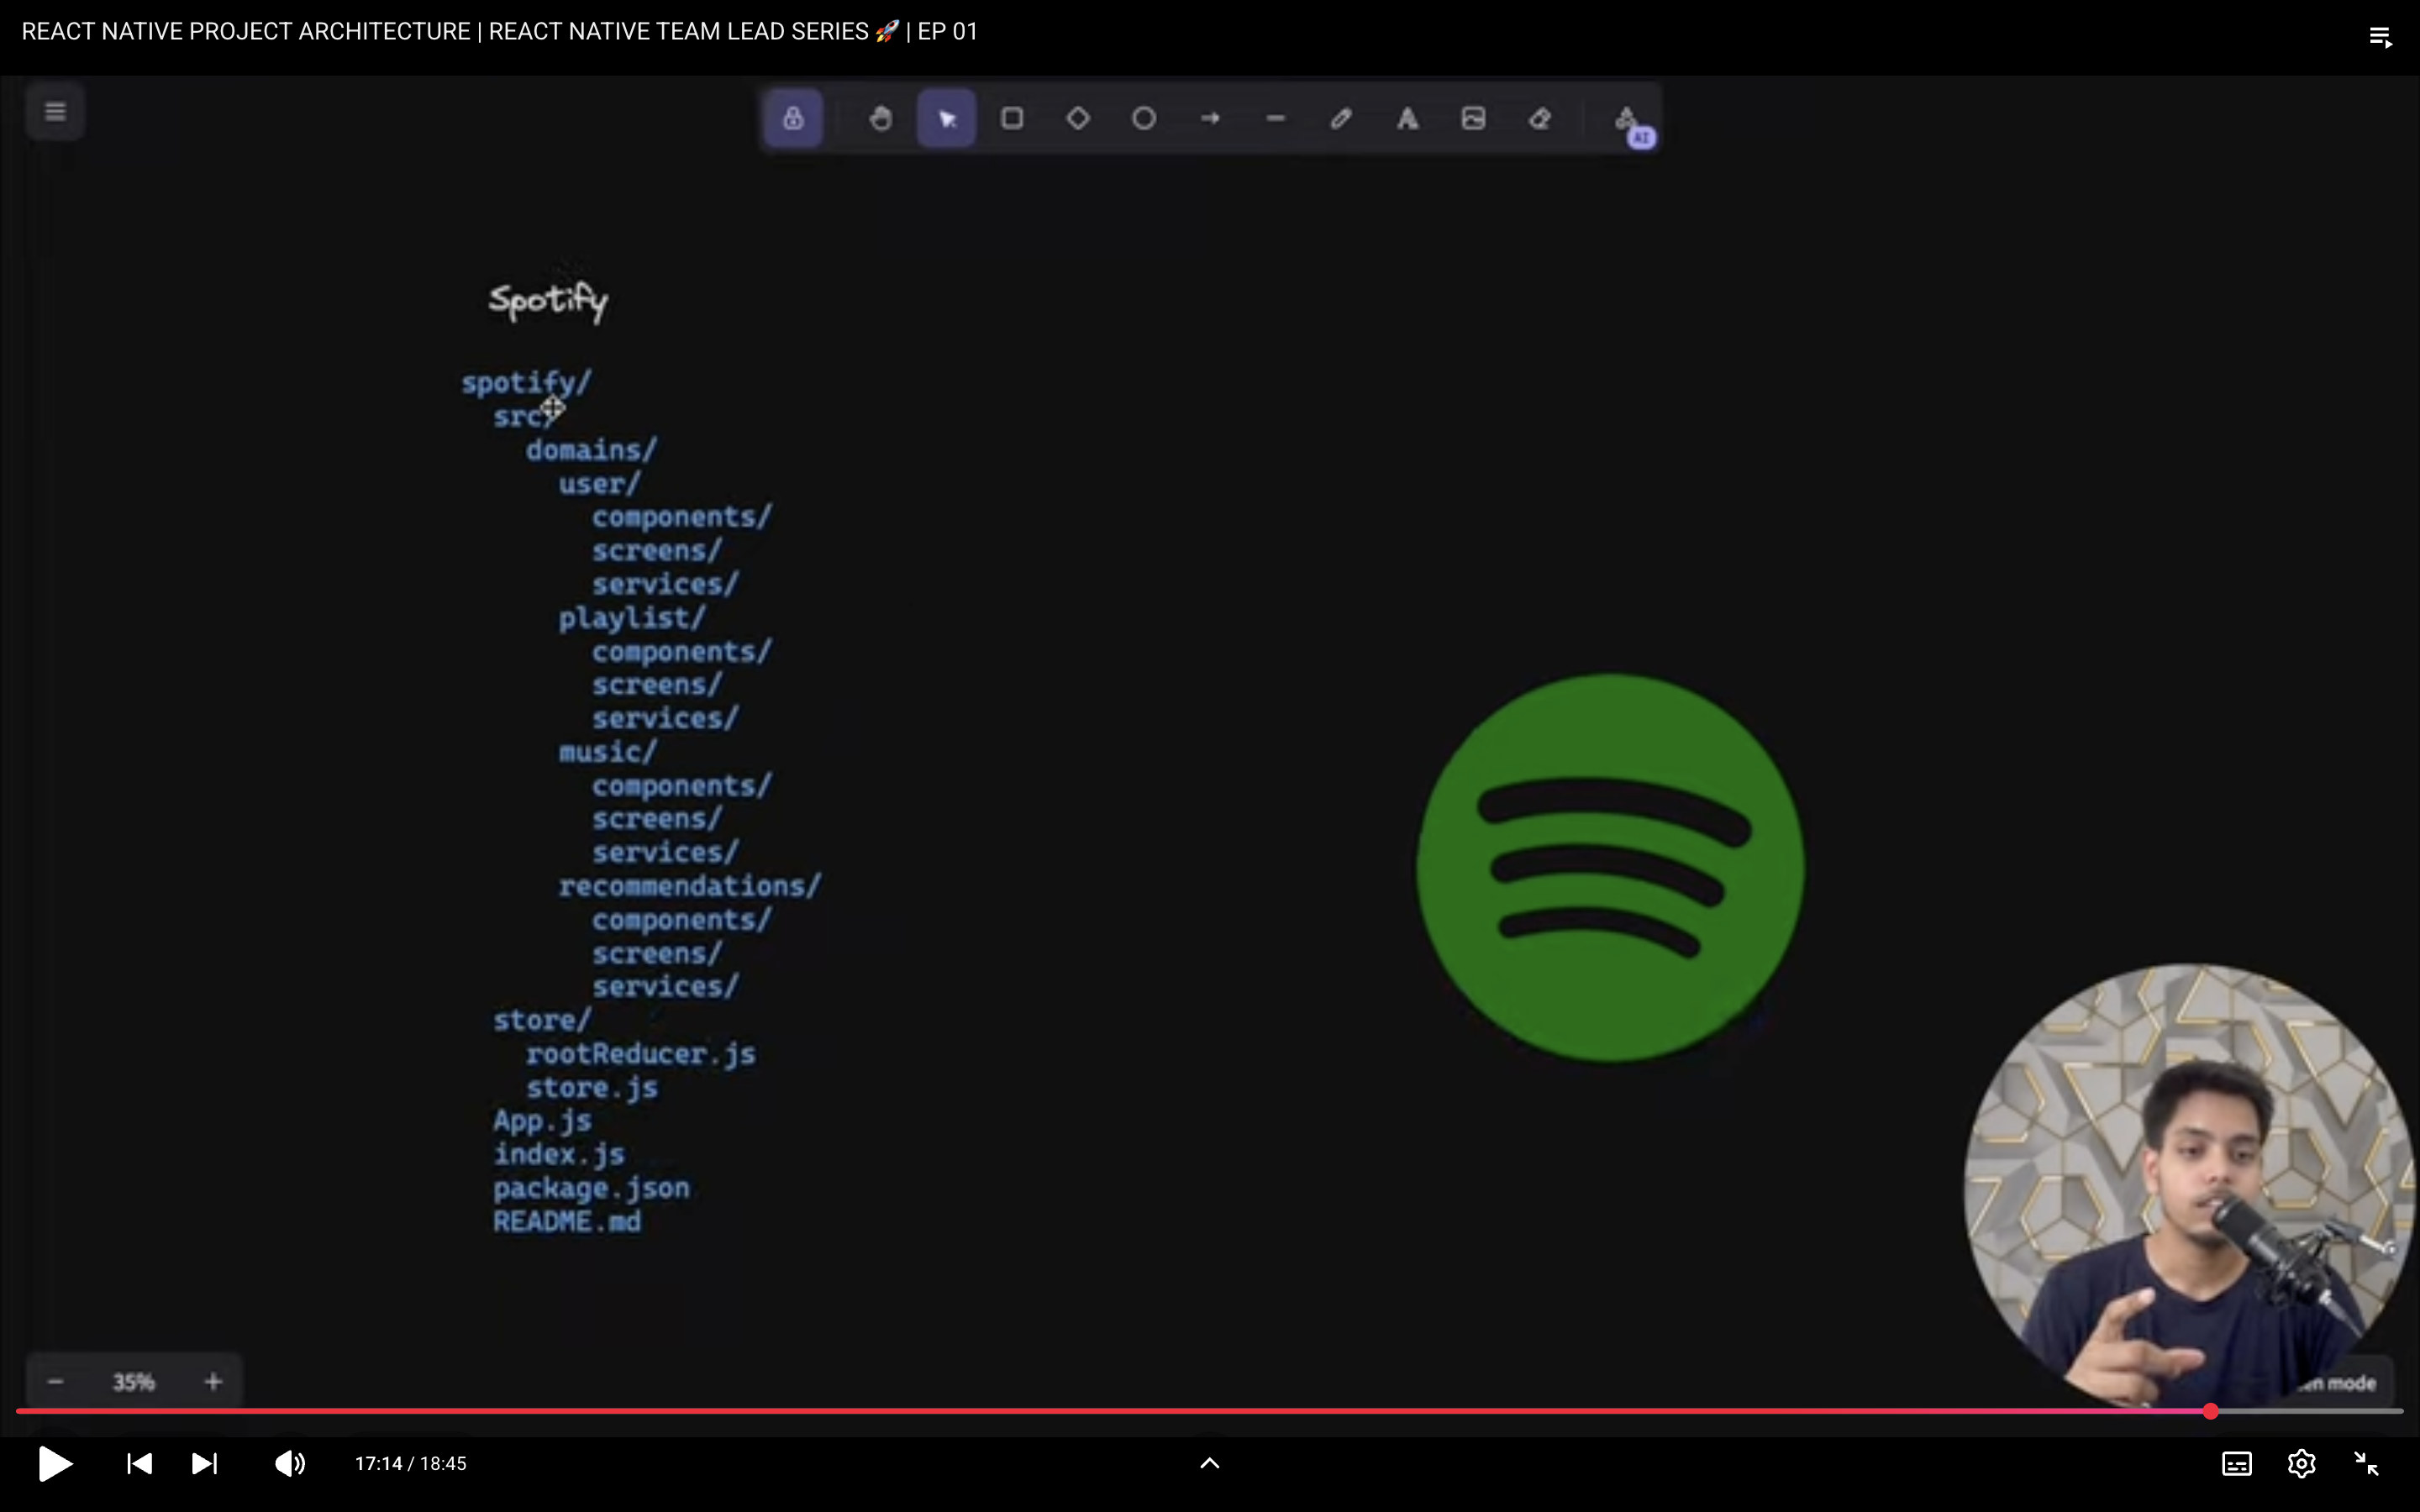 REACT NATIVE PROJECT ARCHITECTURE | REACT NATIVE TEAM LEAD SERIES 🚀 | EP 01
AI
Spotify
spotify/
src/
domains/
user/
components/
screens/
services/
playlist/
components/
screens/
services/
music/
components/
screens/
services/
recommendations/
components/
screens/
services/
store/
rootReducer.js
store.js
App.js
index.js
package.json
README.md
35%
mode
17:14 / 18:45